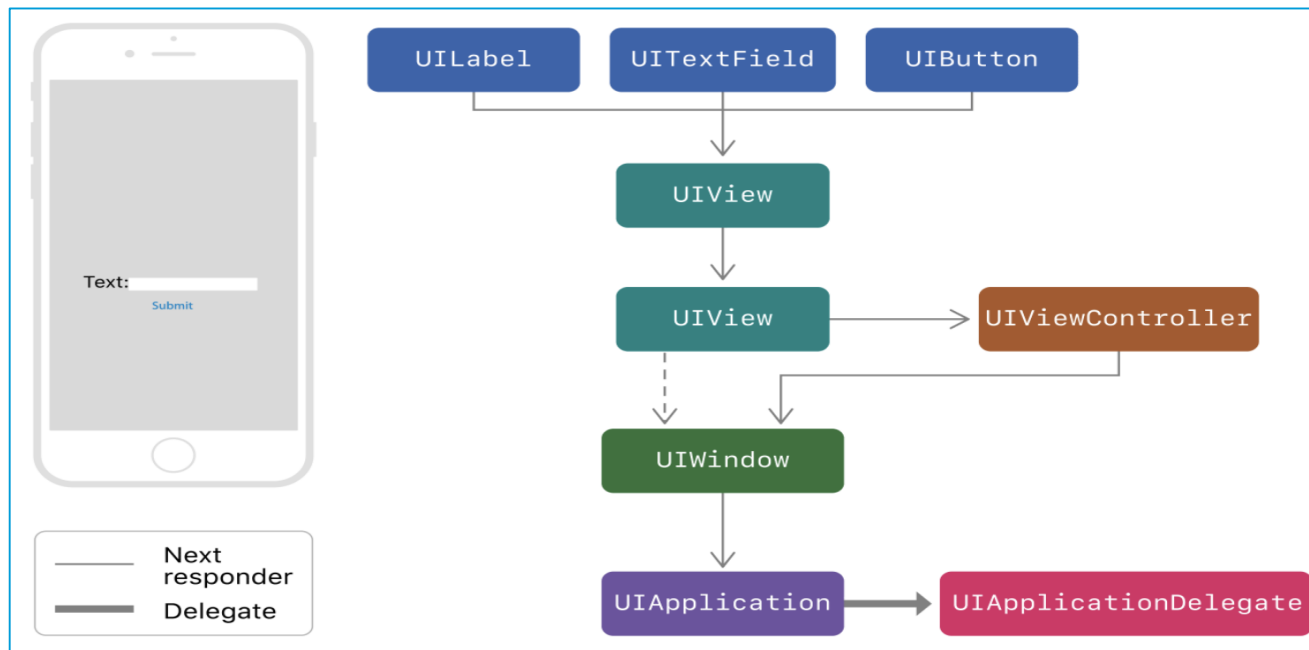 UILabel
UITextField
UIButton
UIView
UIView
UIViewController
UIWindow
UIApplication
UIApplicationDelegate
Text:
Submit
Next
responder
Delegate